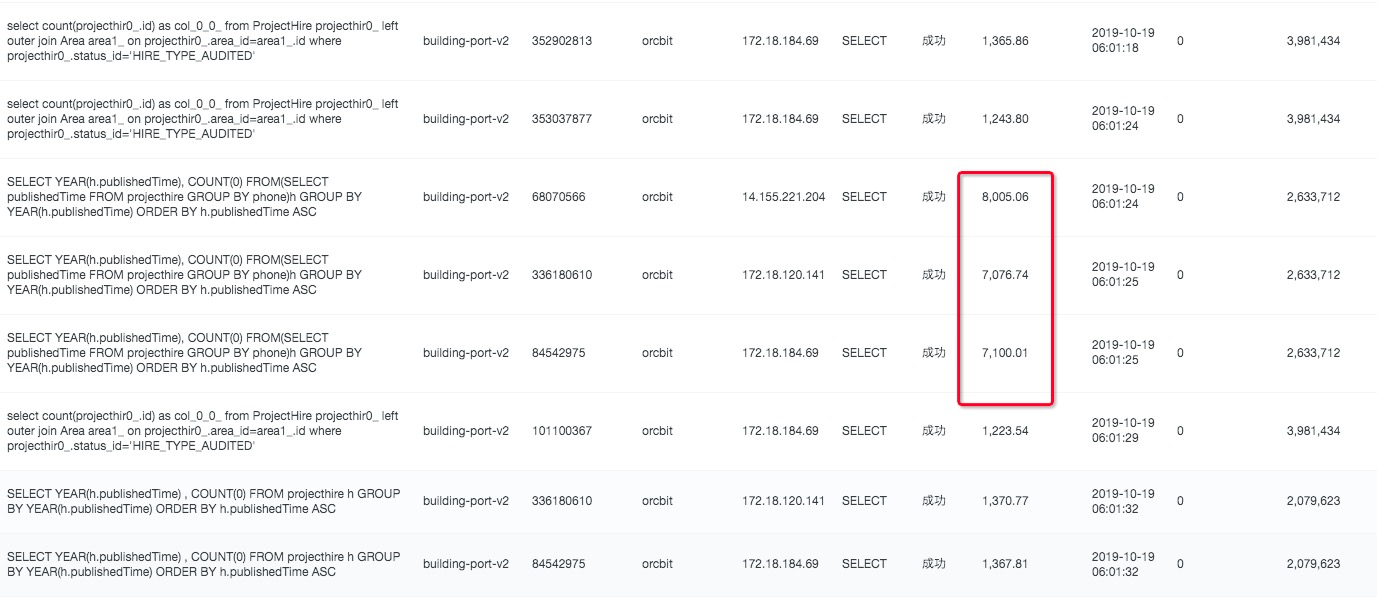 select count(projecthir0_.id) as col_0_0_ from ProjectHire projecthir0_ left
outer join Area area1_ on projecthir0_.area_id=area1_.id where
projecthir0_.status_id='HIRE_TYPE_AUDITED'
building-port-v2 352902813 orcbit 172.18.184.69 SELECT 成功 1,365.86 2019-10-19
06:01:18 0 3,981,434
select count(projecthir0_.id) as col_0_0_ from ProjectHire projecthir0_ left
outer join Area area1_ on projecthir0_.area_id=area1_.id where
projecthir0_.status_id='HIRE_TYPE_AUDITED'
building-port-v2 353037877 orcbit 172.18.184.69 SELECT 成功 1,243.80 2019-10-19
06:01:24 0 3,981,434
SELECT YEAR(h.publishedTime), COUNT(0) FROM(SELECT
publishedTime FROM projecthire GROUP BY phone)h GROUP BY
YEAR(h.publishedTime) ORDER BY h.publishedTime ASC
building-port-v2 68070566 orcbit 14.155.221.204 SELECT 成功 8,005.06 2019-10-19
06:01:24 0 2,633,712
SELECT YEAR(h.publishedTime), COUNT(0) FROM(SELECT
publishedTime FROM projecthire GROUP BY phone)h GROUP BY
YEAR(h.publishedTime) ORDER BY h.publishedTime ASC
building-port-v2 336180610 orcbit 172.18.120.141 SELECT 成功 7,076.74 2019-10-19
06:01:25 0 2,633,712
SELECT YEAR(h.publishedTime), COUNT(0) FROM(SELECT
publishedTime FROM projecthire GROUP BY phone)h GROUP BY
YEAR(h.publishedTime) ORDER BY h.publishedTime ASC
building-port-v2 84542975 orcbit 172.18.184.69 SELECT 成功 7,100.01 2019-10-19
06:01:25 0 2,633,712
select count(projecthir0_.id) as col_0_0_ from ProjectHire projecthir0_ left
outer join Area area1_ on projecthir0_.area_id=area1_.id where
projecthir0_.status_id='HIRE_TYPE_AUDITED'
building-port-v2 101100367 orcbit 172.18.184.69 SELECT 成功 1,223.54 2019-10-19
06:01:29 0 3,981,434
SELECT YEAR(h.publishedTime) , COUNT(0) FROM projecthire h GROUP
BY YEAR(h.publishedTime) ORDER BY h.publishedTime ASC
building-port-v2 336180610 orcbit 172.18.120.141 SELECT 成功 1,370.77 2019-10-19
06:01:32 0 2,079,623
SELECT YEAR(h.publishedTime) , COUNT(0) FROM projecthire h GROUP
BY YEAR(h.publishedTime) ORDER BY h.publishedTime ASC
building-port-v2 84542975 orcbit 172.18.184.69 SELECT 成功 1,367.81 2019-10-19
06:01:32 0 2,079,623